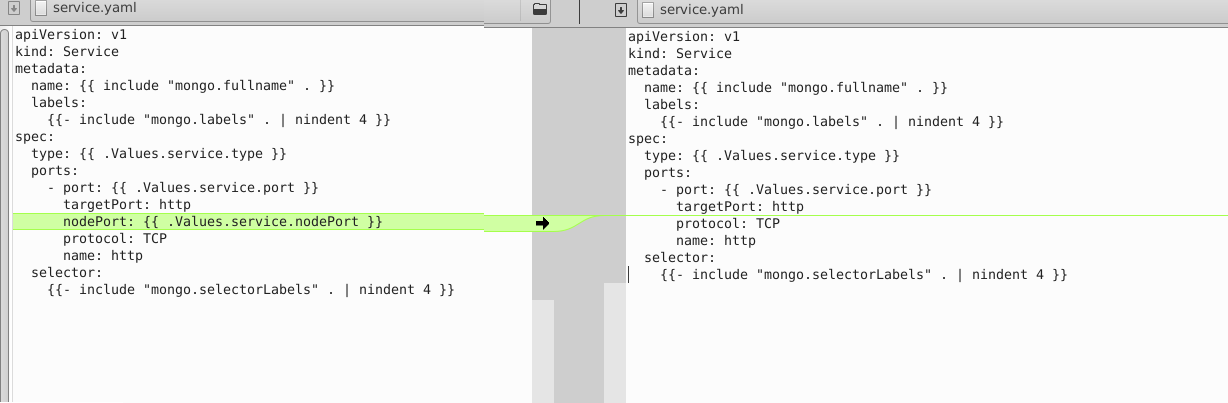 service.yaml
apiVersion: v1
kind: Service
metadata:
  name: {{ include "mongo.fullname" . }}
  labels:
    {{- include "mongo.labels" . | nindent 4 }}
spec:
  type: {{ .Values.service.type }}
  ports:
    - port: {{ .Values.service.port }}
      targetPort: http
      nodePort: {{ .Values.service.nodePort }}
      protocol: TCP
      name: http
  selector:
    {{- include "mongo.selectorLabels" . | nindent 4 }}
service.yaml
apiVersion: v1
kind: Service
metadata:
  name: {{ include "mongo.fullname" . }}
  labels:
    {{- include "mongo.labels" . | nindent 4 }}
spec:
  type: {{ .Values.service.type }}
  ports:
    - port: {{ .Values.service.port }}
      targetPort: http
      protocol: TCP
      name: http
  selector:
    {{- include "mongo.selectorLabels" . | nindent 4 }}